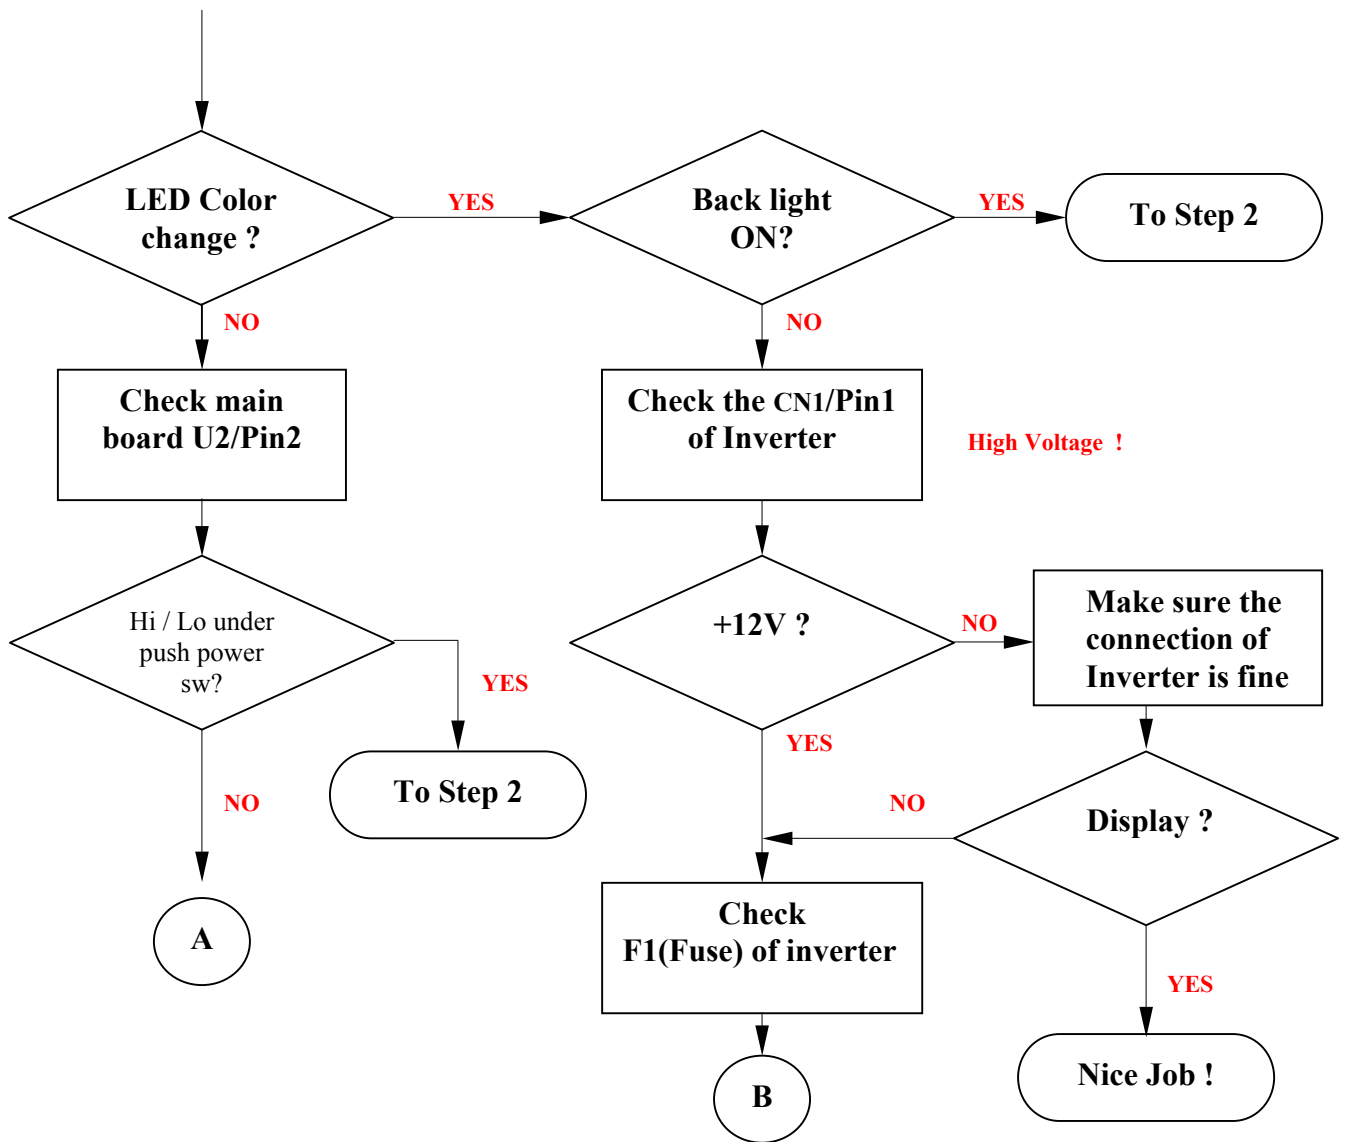 LED Color
change ?
YES
Back light
ON?
YES
To Step 2
NO
NO
Check main
board U2/Pin2
Check the CN1/Pin1
of Inverter
High Voltage !
Hi / Lo under
push power
sw?
YES
+12V ?
NO
Make sure the
connection of
Inverter is fine
YES
To Step 2
NO
NO
Display ?
A
Check
F1(Fuse) of inverter
YES
B
Nice Job !